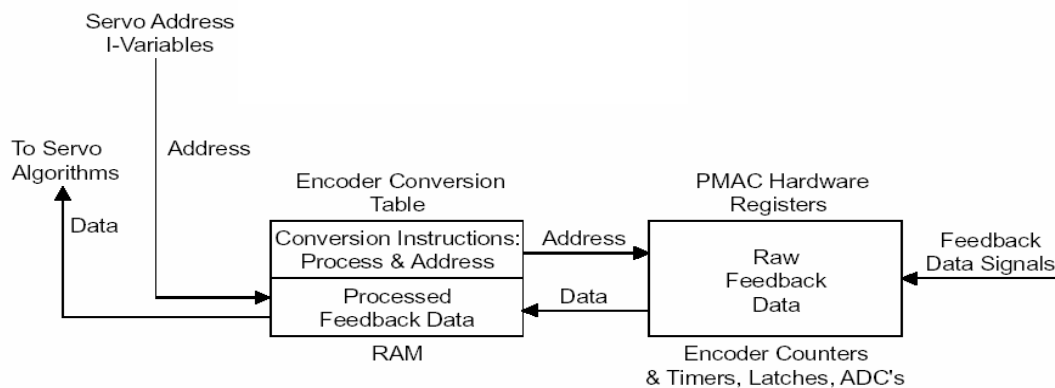 Servo Address
I-Variables
To Servo
Algorithms
Address
Data
Encoder Conversion
Table
Conversion Instructions:
Process & Address
Processed
Feedback Data
RAM
Address
Data
PMAC Hardware
Registers
Raw
Feedback
Data
Encoder Counters
& Timers, Latches, ADC's
Feedback
Data Signals